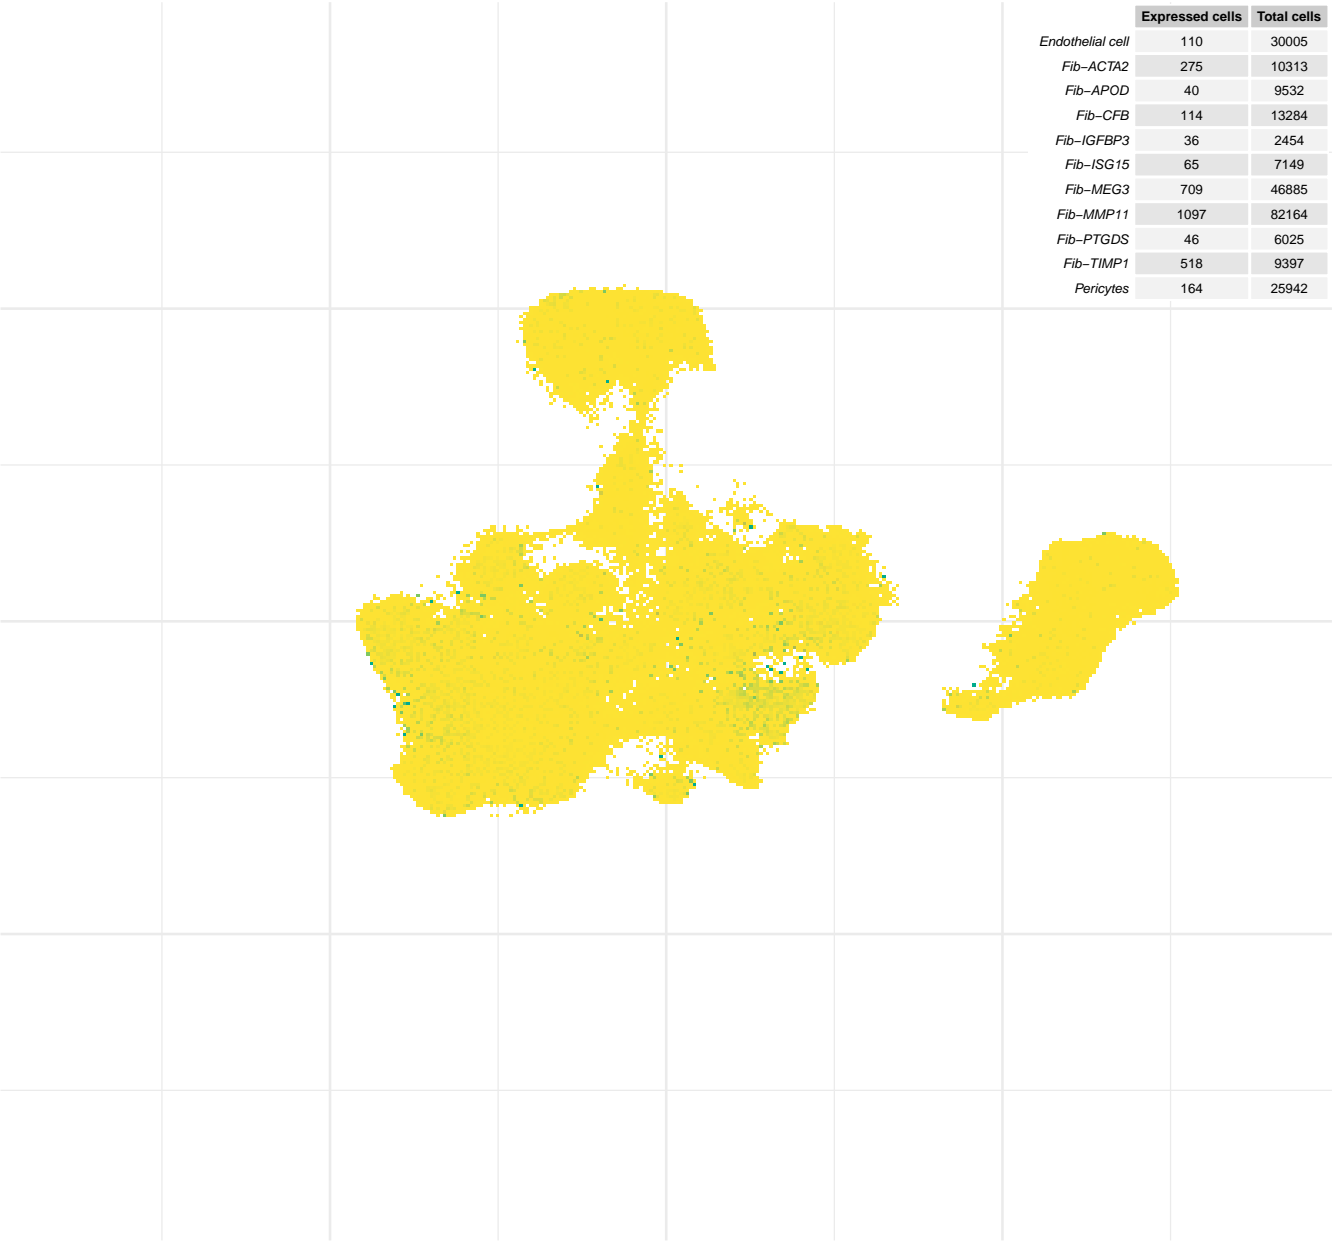 Expressed cells Total cells
Endothelial cell 110 30005
Fib−ACTA2 275 10313
Fib−APOD 40 9532
Fib−CFB 114 13284
Fib−IGFBP3 36 2454
Fib−ISG15 65 7149
Fib−MEG3 709 46885
Fib−MMP11 1097 82164
Fib−PTGDS 46 6025
Fib−TIMP1 518 9397
Pericytes 164 25942